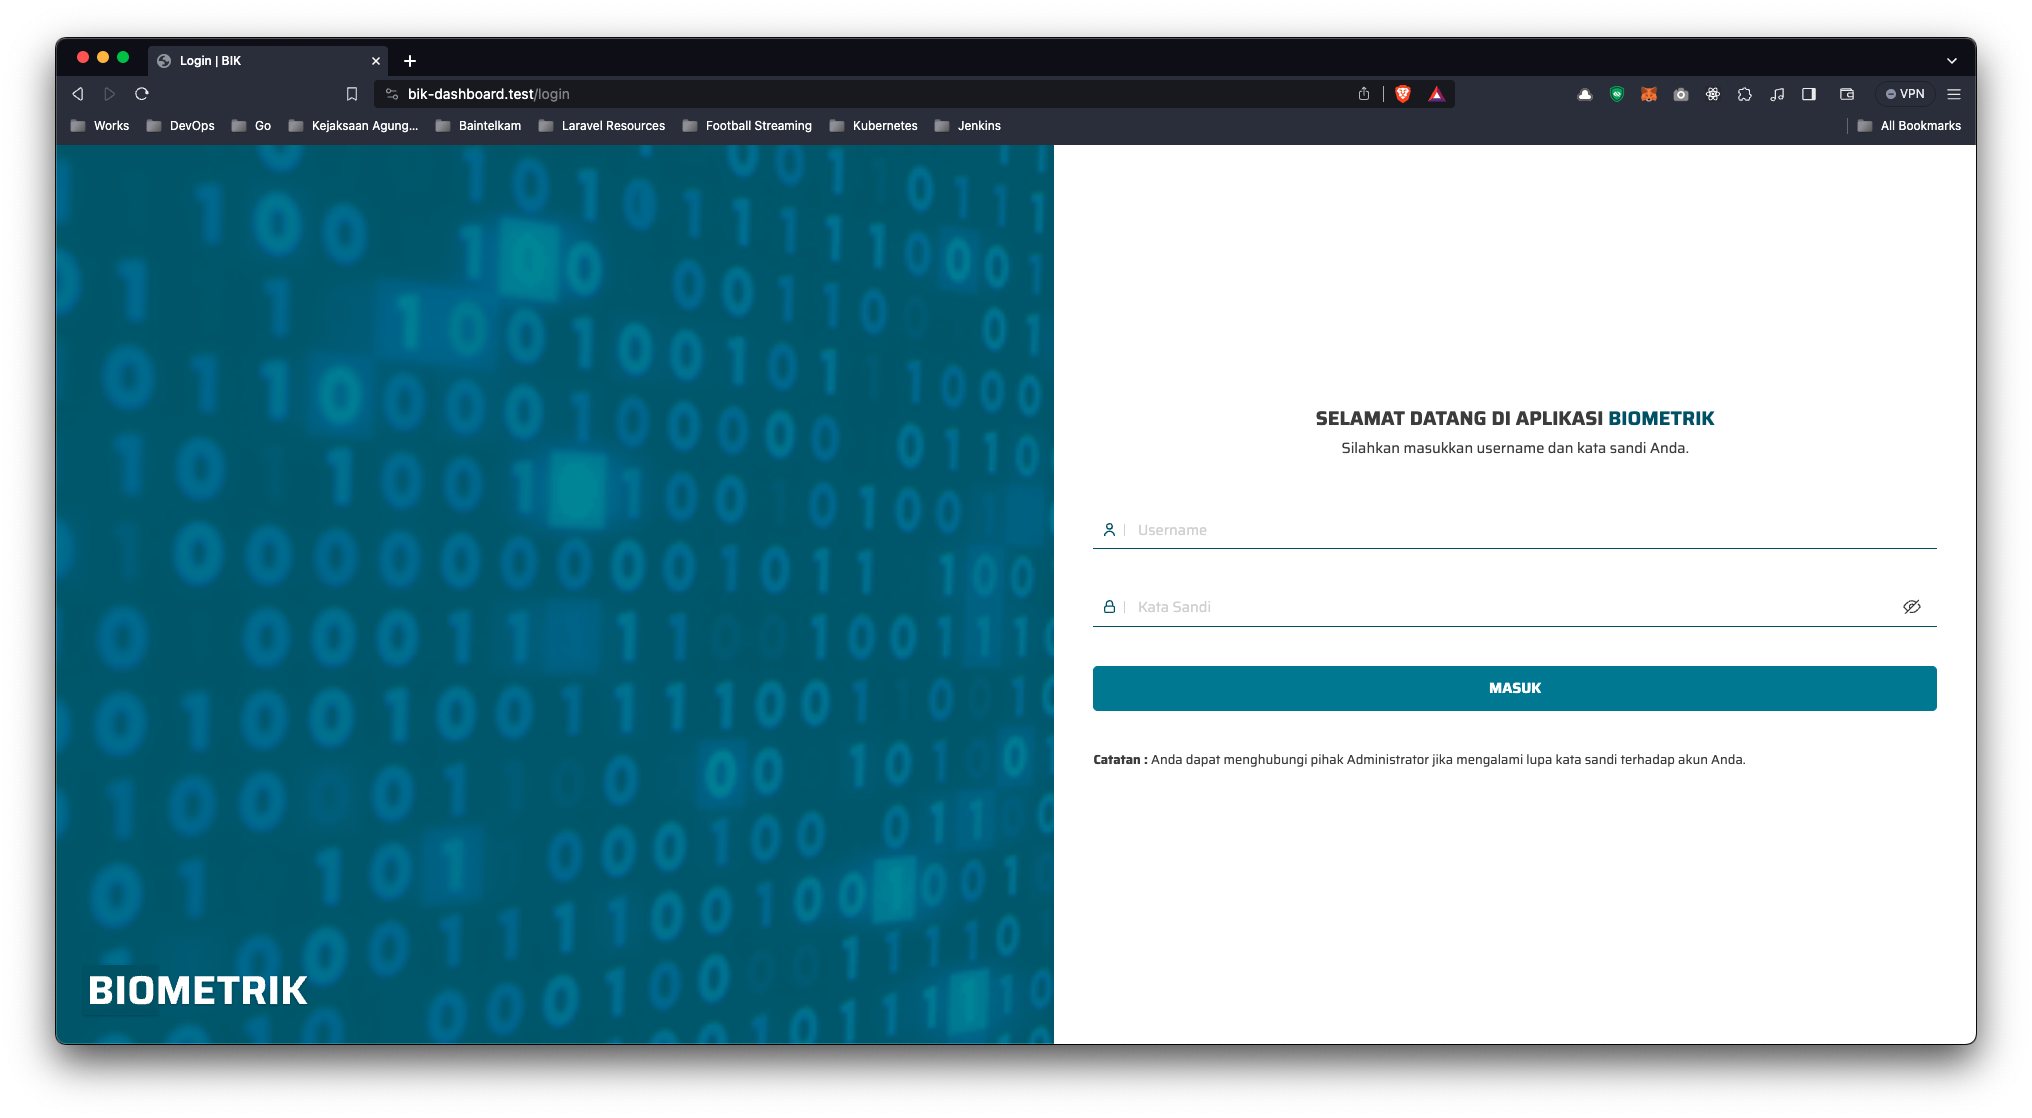 Login | BIK
bik-dashboard.test/login
VPN
Works DevOps Go Kejaksaan Agung... Baintelkam Laravel Resources Football Streaming Kubernetes Jenkins All Bookmarks
BIOMETRIK
SELAMAT DATANG DI APLIKASI BIOMETRIK
Silahkan masukkan username dan kata sandi Anda.
Username
Kata Sandi
MASUK
Catatan : Anda dapat menghubungi pihak Administrator jika mengalami lupa kata sandi terhadap akun Anda.